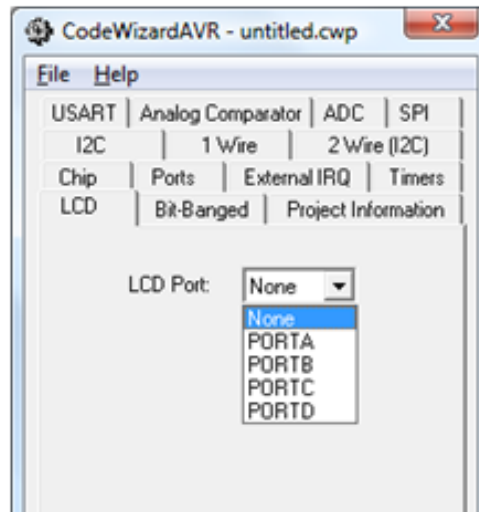 CodeWizardAVR - untitled.cwp
File Help
USART Analog Comparator ADC SPI
I2C 1 Wire 2 Wire (I2C)
Chip Ports External IRQ Timers
LCD Bit-Banged Project Information
LCD Port: None
None
PORTA
PORTB
PORTC
PORTD